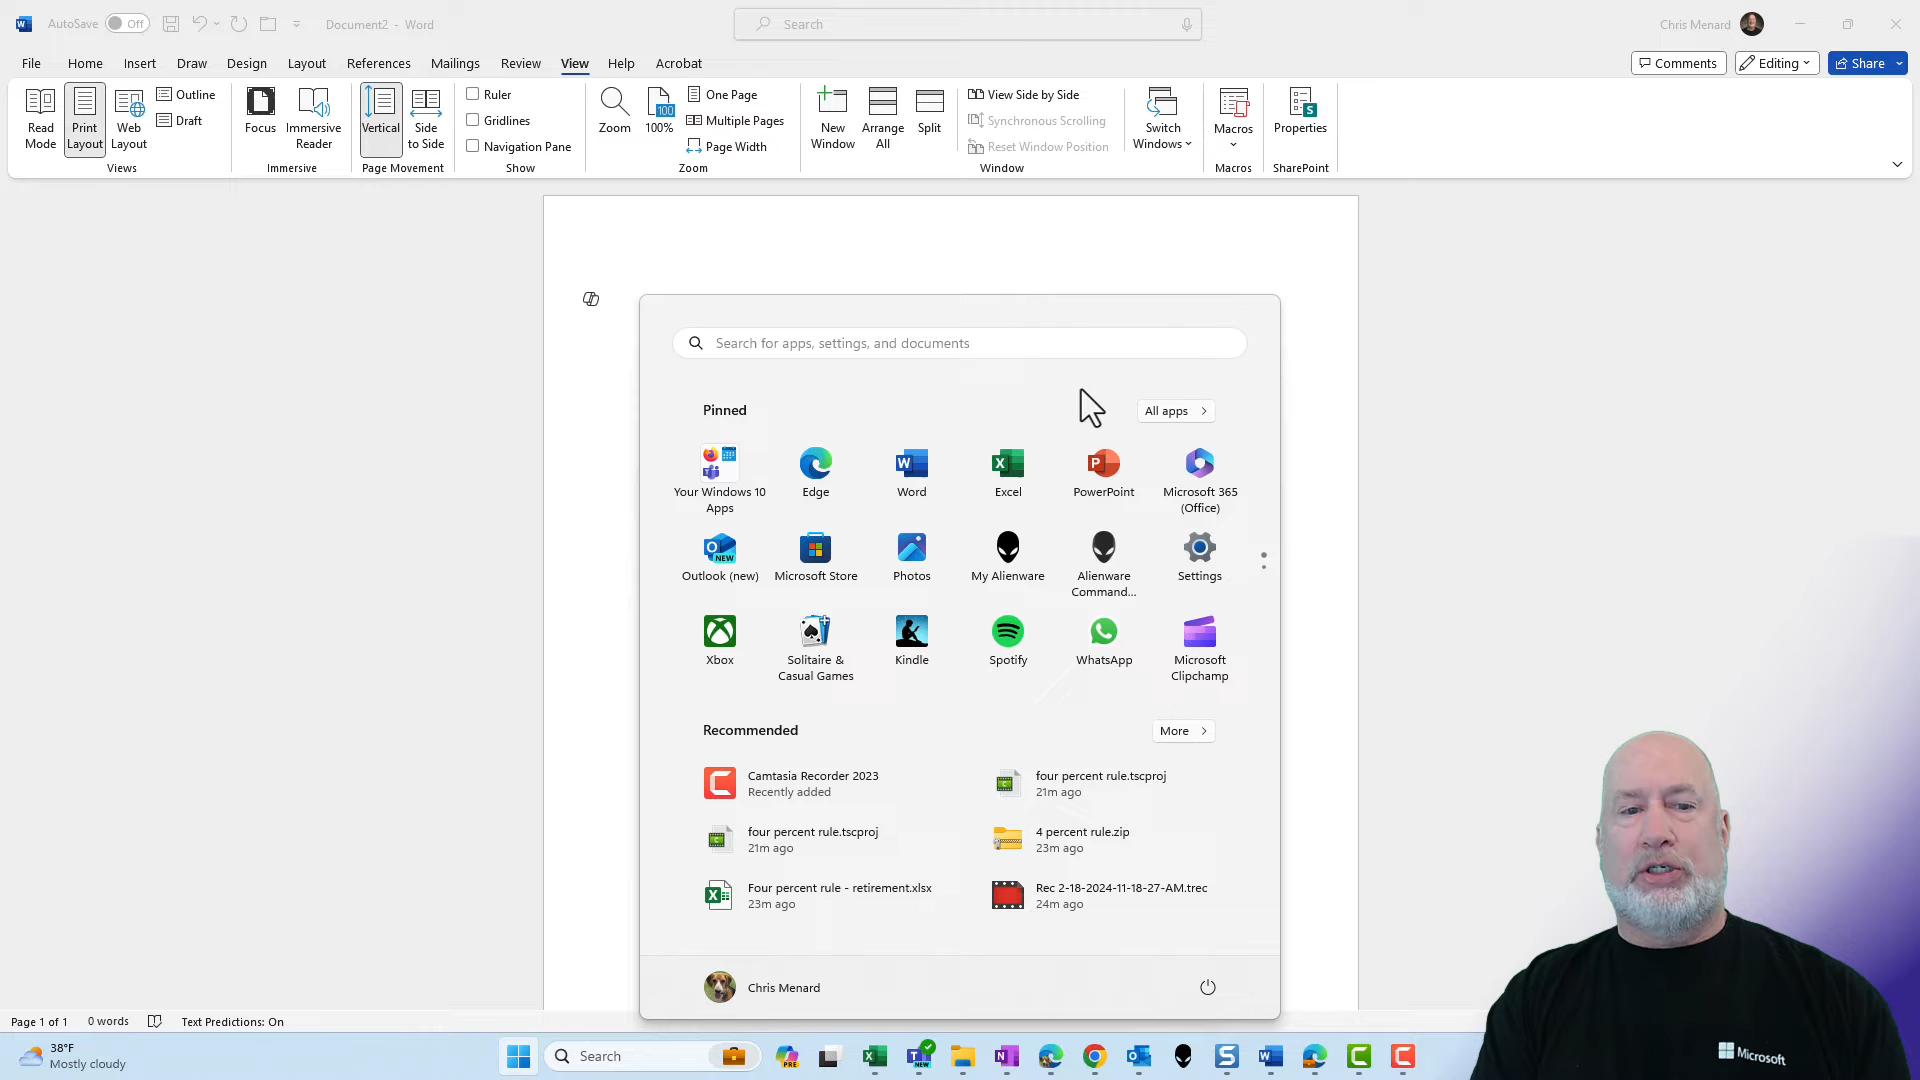 AutoSave Off Document2 - Word Search Chris Menard
File Home Insert Draw Design Layout References Mailings Review View Help Acrobat Comments Editing Share
Read Mode
Print Layout
Web Layout
Outline
Draft
Views
Focus
Immersive Reader
Immersive
Vertical
Side to Side
Page Movement
Ruler
Gridlines
Navigation Pane
Show
Zoom
100
100%
One Page
Multiple Pages
Page Width
Zoom
New Window
Arrange All
Split
View Side by Side
Synchronous Scrolling
Reset Window Position
Window
Switch Windows
Macros
Macros
Properties
SharePoint
Search for apps, settings, and documents
Pinned All apps
Your Windows 10 Apps
Edge
Word
Excel
PowerPoint
Microsoft 365 (Office)
NEW
Outlook (new)
Microsoft Store
Photos
My Alienware
Alienware Command...
Settings
Xbox
Solitaire & Casual Games
Kindle
Spotify
WhatsApp
Microsoft Clipchamp
Recommended More
Camtasia Recorder 2023
Recently added
four percent rule.tscproj
21m ago
four percent rule.tscproj
21m ago
4 percent rule.zip
23m ago
Four percent rule - retirement.xlsx
23m ago
Rec 2-18-2024-11-18-27-AM.trec
24m ago
Chris Menard
Page 1 of 1 0 words Text Predictions: On
38°F
Mostly cloudy
Search
PRE
NEW
Microsoft